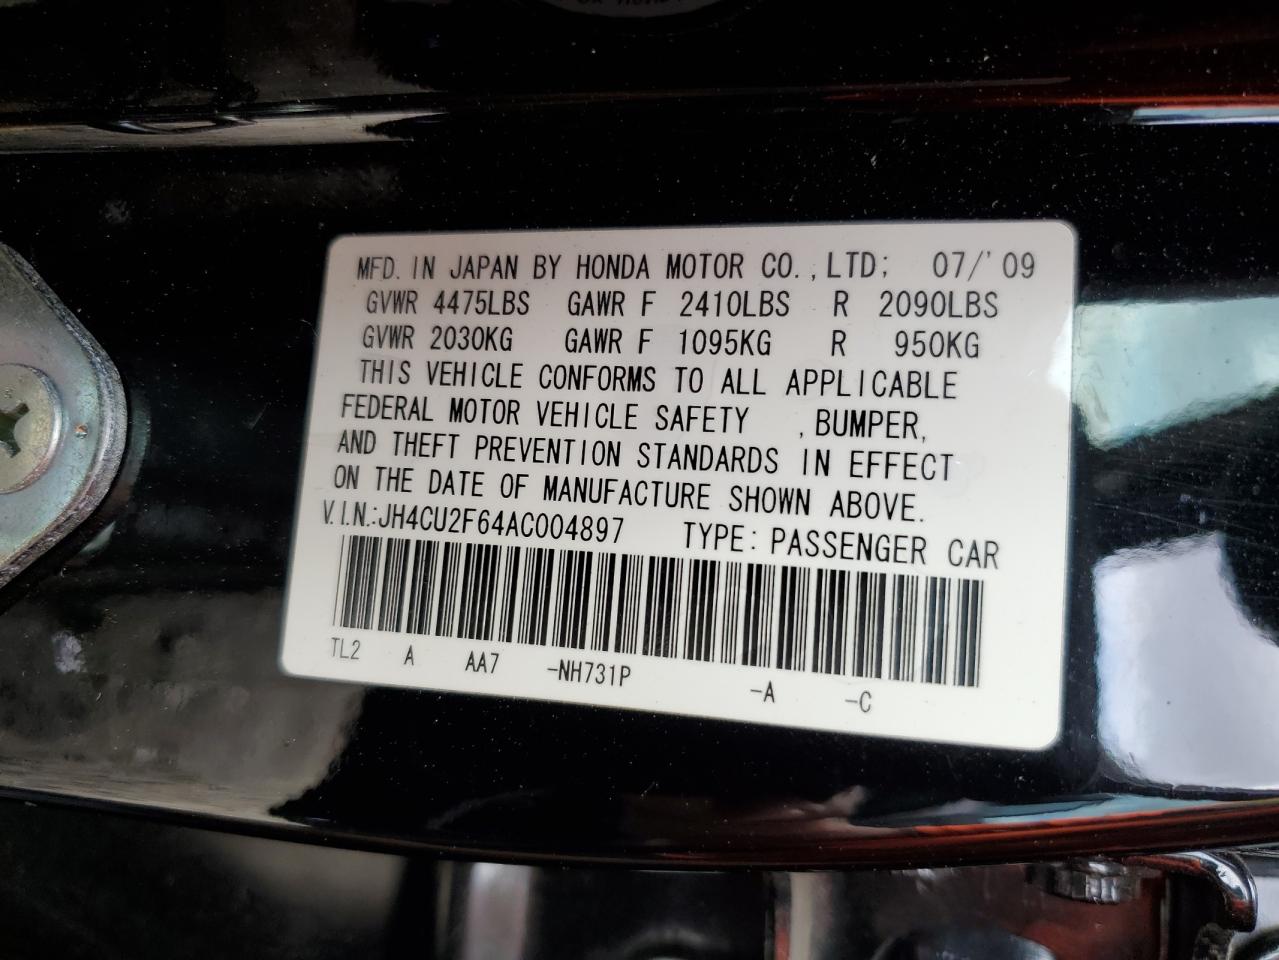 MFD. IN JAPAN BY HONDA MOTOR CO., LTD; 07/'09
GVWR 4475LBS GAWR F 2410LBS R 2090LBS
GVWR 2030KG GAWR F 1095KG R 950KG
THIS VEHICLE CONFORMS TO ALL APPLICABLE
FEDERAL MOTOR VEHICLE SAFETY , BUMPER,
AND THEFT PREVENTION STANDARDS IN EFFECT
ON THE DATE OF MANUFACTURE SHOWN ABOVE.
V.I.N.: JH4CU2F64AC004897 TYPE: PASSENGER CAR
TL2 A AA7 -NH731P -A -C